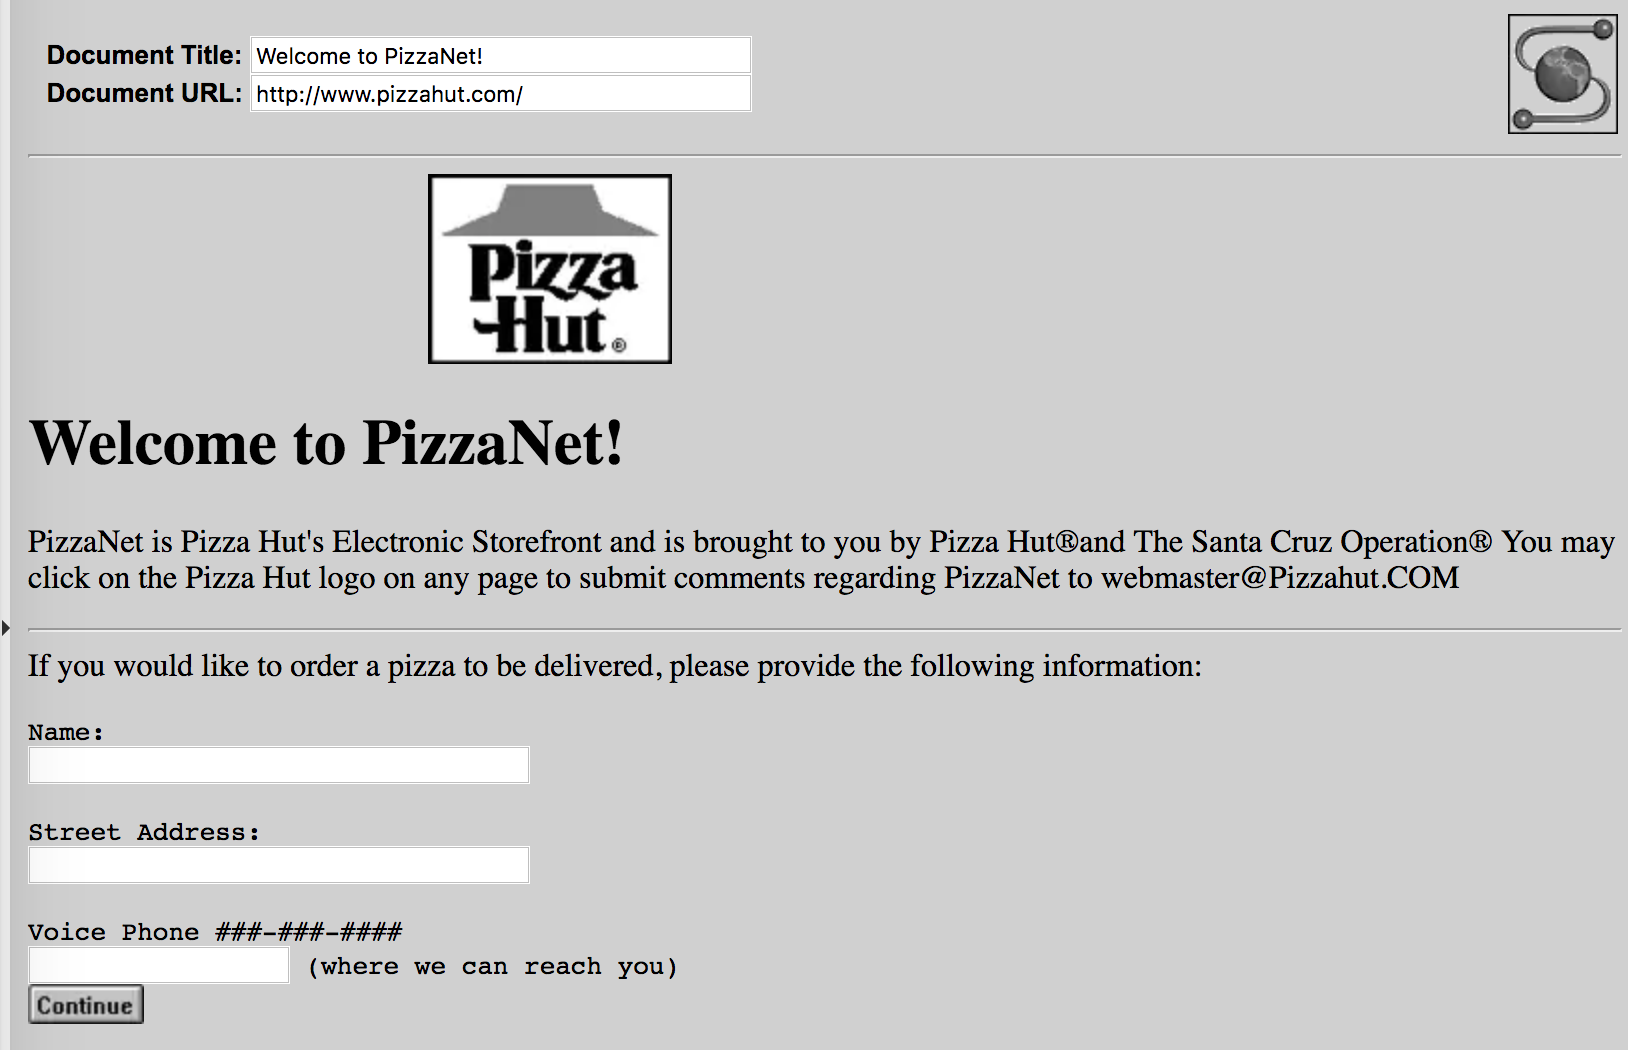 Document Title: Welcome to PizzaNet!
Document URL: http://www.pizzahut.com/
Pizza
Hut®
Welcome to PizzaNet!
PizzaNet is Pizza Hut's Electronic Storefront and is brought to you by Pizza Hut®and The Santa Cruz Operation® You may
click on the Pizza Hut logo on any page to submit comments regarding PizzaNet to webmaster@Pizzahut.COM
If you would like to order a pizza to be delivered, please provide the following information:
Name:
Street Address:
Voice Phone ###-###-####
(where we can reach you)
Continue